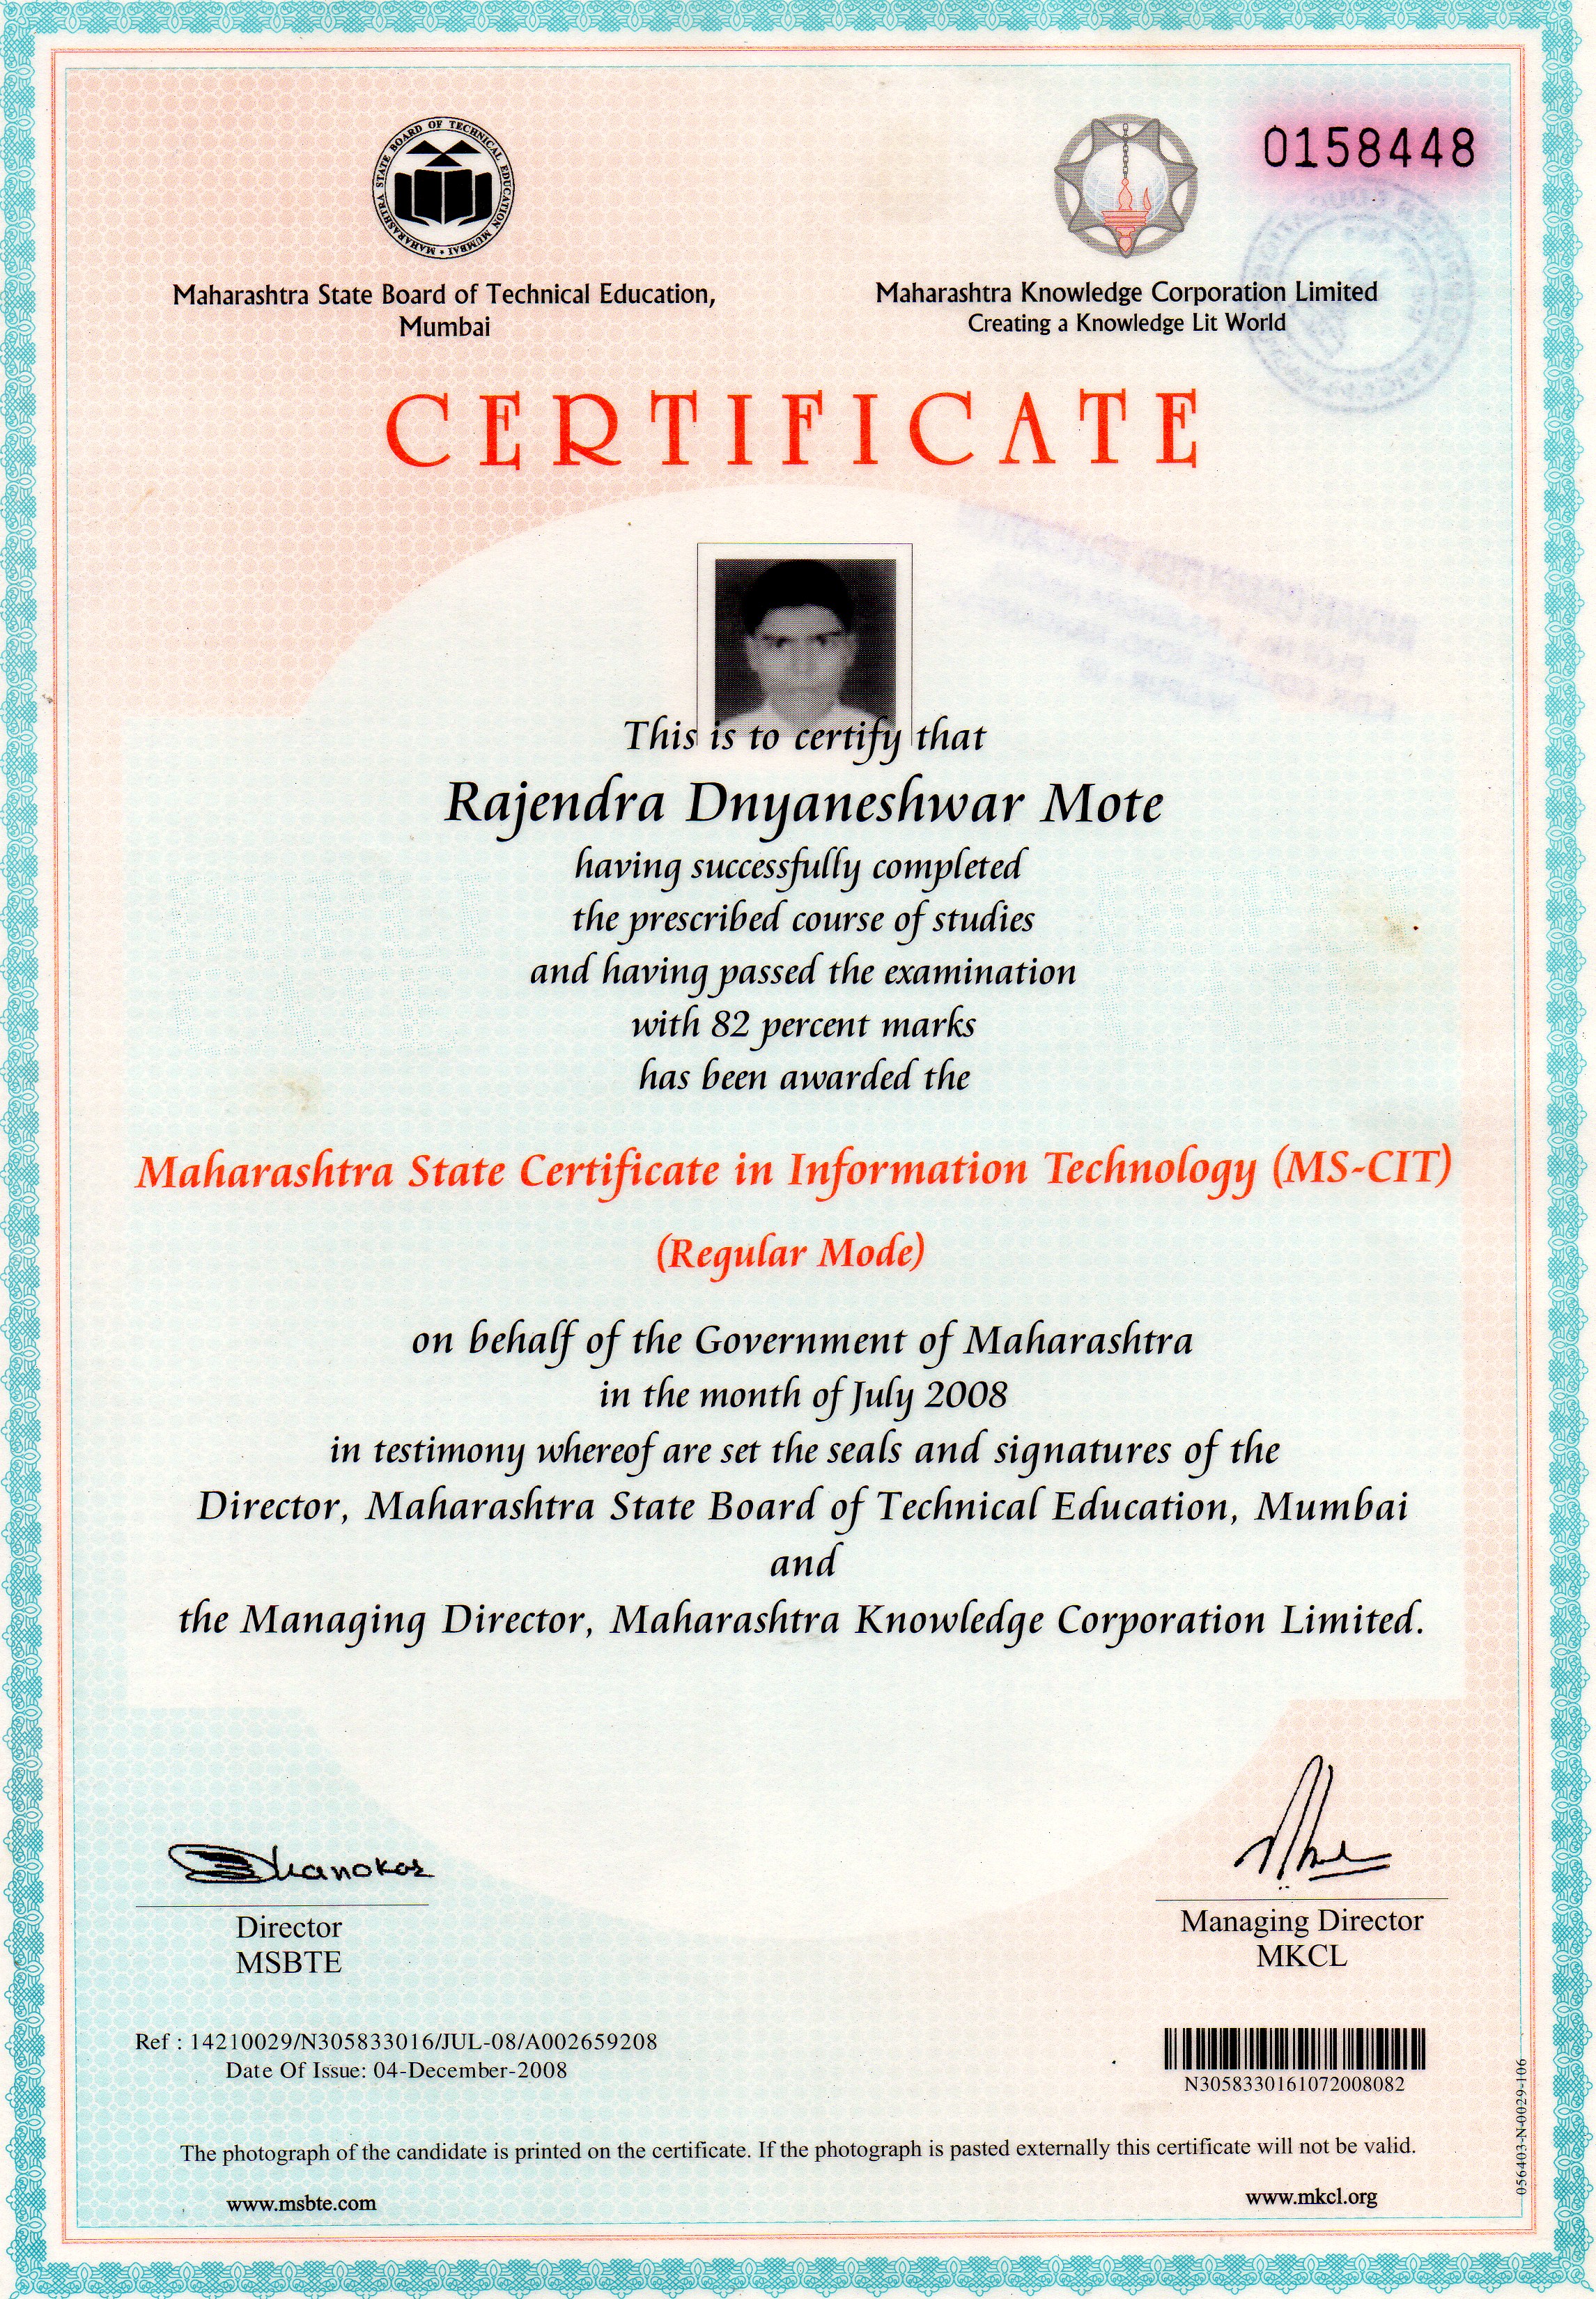 MAHARASHTRA STATE BOARD OF TECHNICAL EDUCATION MUMBAI
Maharashtra State Board of Technical Education,
Mumbai
Maharashtra Knowledge Corporation Limited
Creating a Knowledge Lit World
0158448
CERTIFICATE
This is to certify that
Rajendra Dnyaneshwar Mote
having successfully completed
the prescribed course of studies
and having passed the examination
with 82 percent marks
has been awarded the
Maharashtra State Certificate in Information Technology (MS-CIT)
(Regular Mode)
on behalf of the Government of Maharashtra
in the month of July 2008
in testimony whereof are set the seals and signatures of the
Director, Maharashtra State Board of Technical Education, Mumbai
and
the Managing Director, Maharashtra Knowledge Corporation Limited.
Director
MSBTE
Managing Director
MKCL
Ref : 14210029/N305833016/JUL-08/A002659208
Date Of Issue: 04-December-2008
N3058330161072008082
056403-N-0029-106
The photograph of the candidate is printed on the certificate. If the photograph is pasted externally this certificate will not be valid.
www.msbte.com
www.mkcl.org